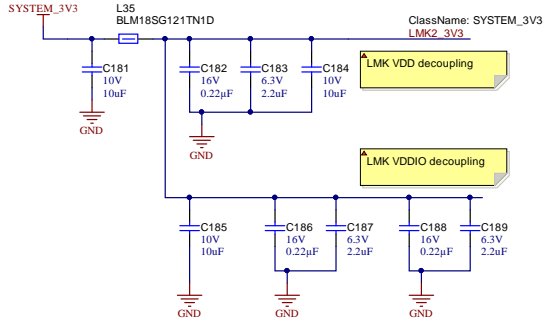 SYSTEM_3V3
L35
BLM18SG121TN1D
ClassName: SYSTEM_3V3
LMK2_3V3
C181
10V
10uF
GND
C182
16V
0.22µF
C183
6.3V
2.2uF
C184
10V
10uF
GND
LMK VDD decoupling
LMK VDDIO decoupling
C185
10V
10uF
GND
C186
16V
0.22µF
C187
6.3V
2.2uF
GND
C188
16V
0.22µF
C189
6.3V
2.2uF
GND